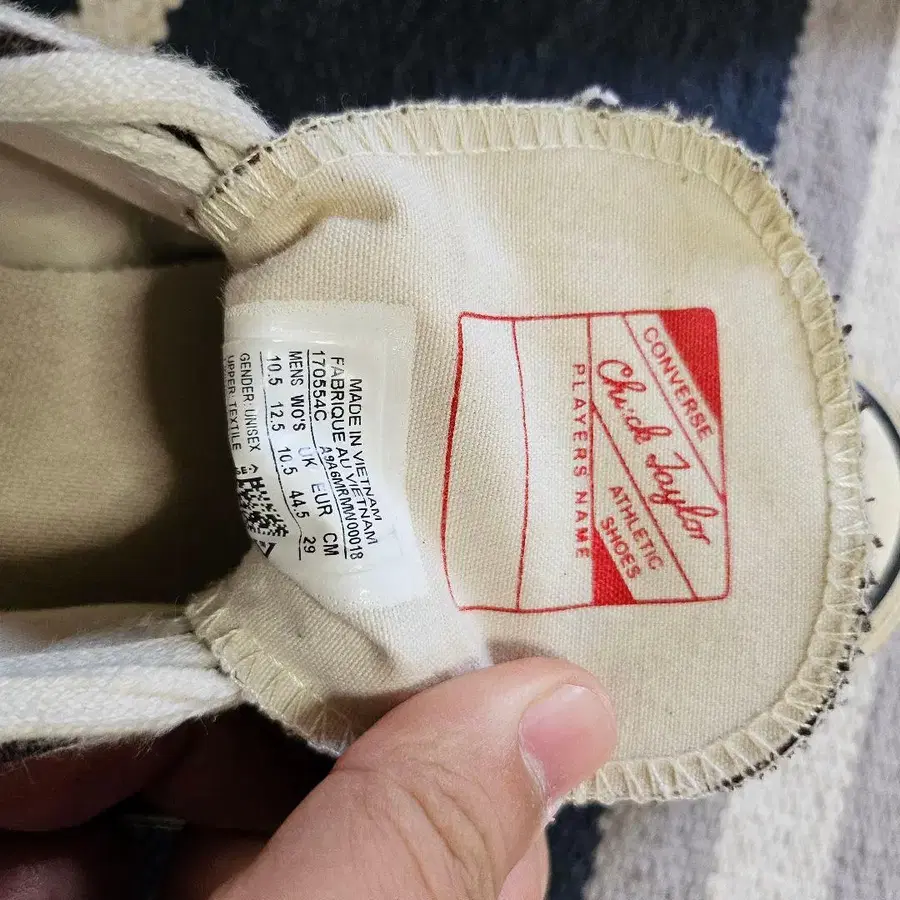 MADE IN VIETNAM
FABRIQUE AU VIETNAM
170554C A9A6MRMW00018
MENS WO'S UK EUR CM
10.5 12.5 10.5 44.5 29
GENDER: UNISEX
UPPER: TEXTILE
CONVERSE
Chuck Taylor
ATHLETIC
SHOES
PLAYERS NAME